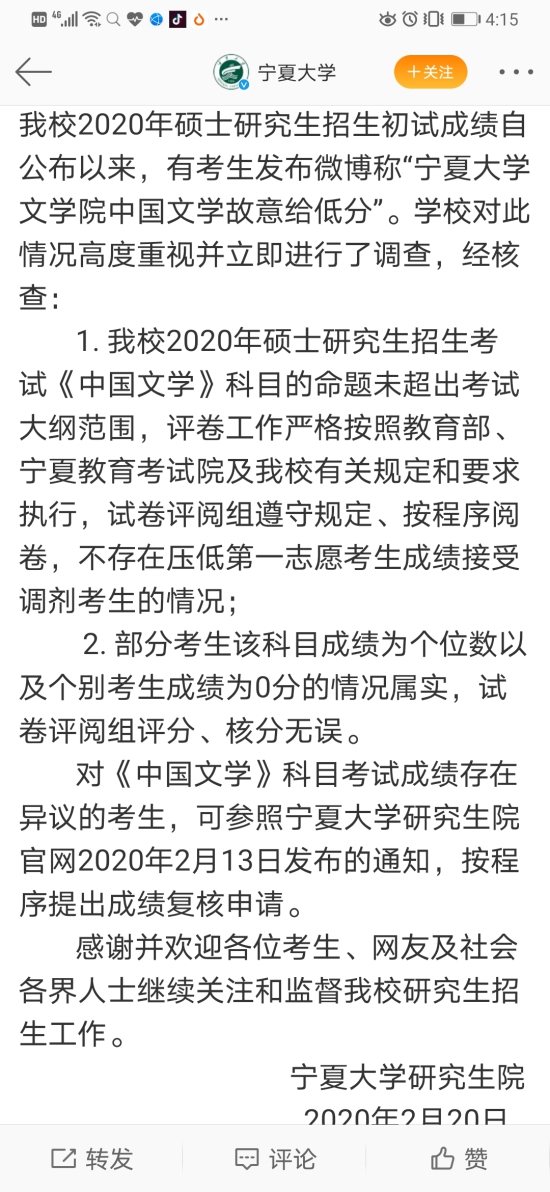 HD 4G 4:15
宁夏大学 +关注
我校2020年硕士研究生招生初试成绩自
公布以来，有考生发布微博称“宁夏大学
文学院中国文学故意给低分”。学校对此
情况高度重视并立即进行了调查，经核
查：
1. 我校2020年硕士研究生招生考
试《中国文学》科目的命题未超出考试
大纲范围，评卷工作严格按照教育部、
宁夏教育考试院及我校有关规定和要求
执行，试卷评阅组遵守规定、按程序阅
卷，不存在压低第一志愿考生成绩接受
调剂考生的情况；
2. 部分考生该科目成绩为个位数以
及个别考生成绩为0分的情况属实，试
卷评阅组评分、核分无误。
对《中国文学》科目考试成绩存在
异议的考生，可参照宁夏大学研究生院
官网2020年2月13日发布的通知，按程
序提出成绩复核申请。
感谢并欢迎各位考生、网友及社会
各界人士继续关注和监督我校研究生招
生工作。
宁夏大学研究生院
2020年2月20日
转发 评论 赞